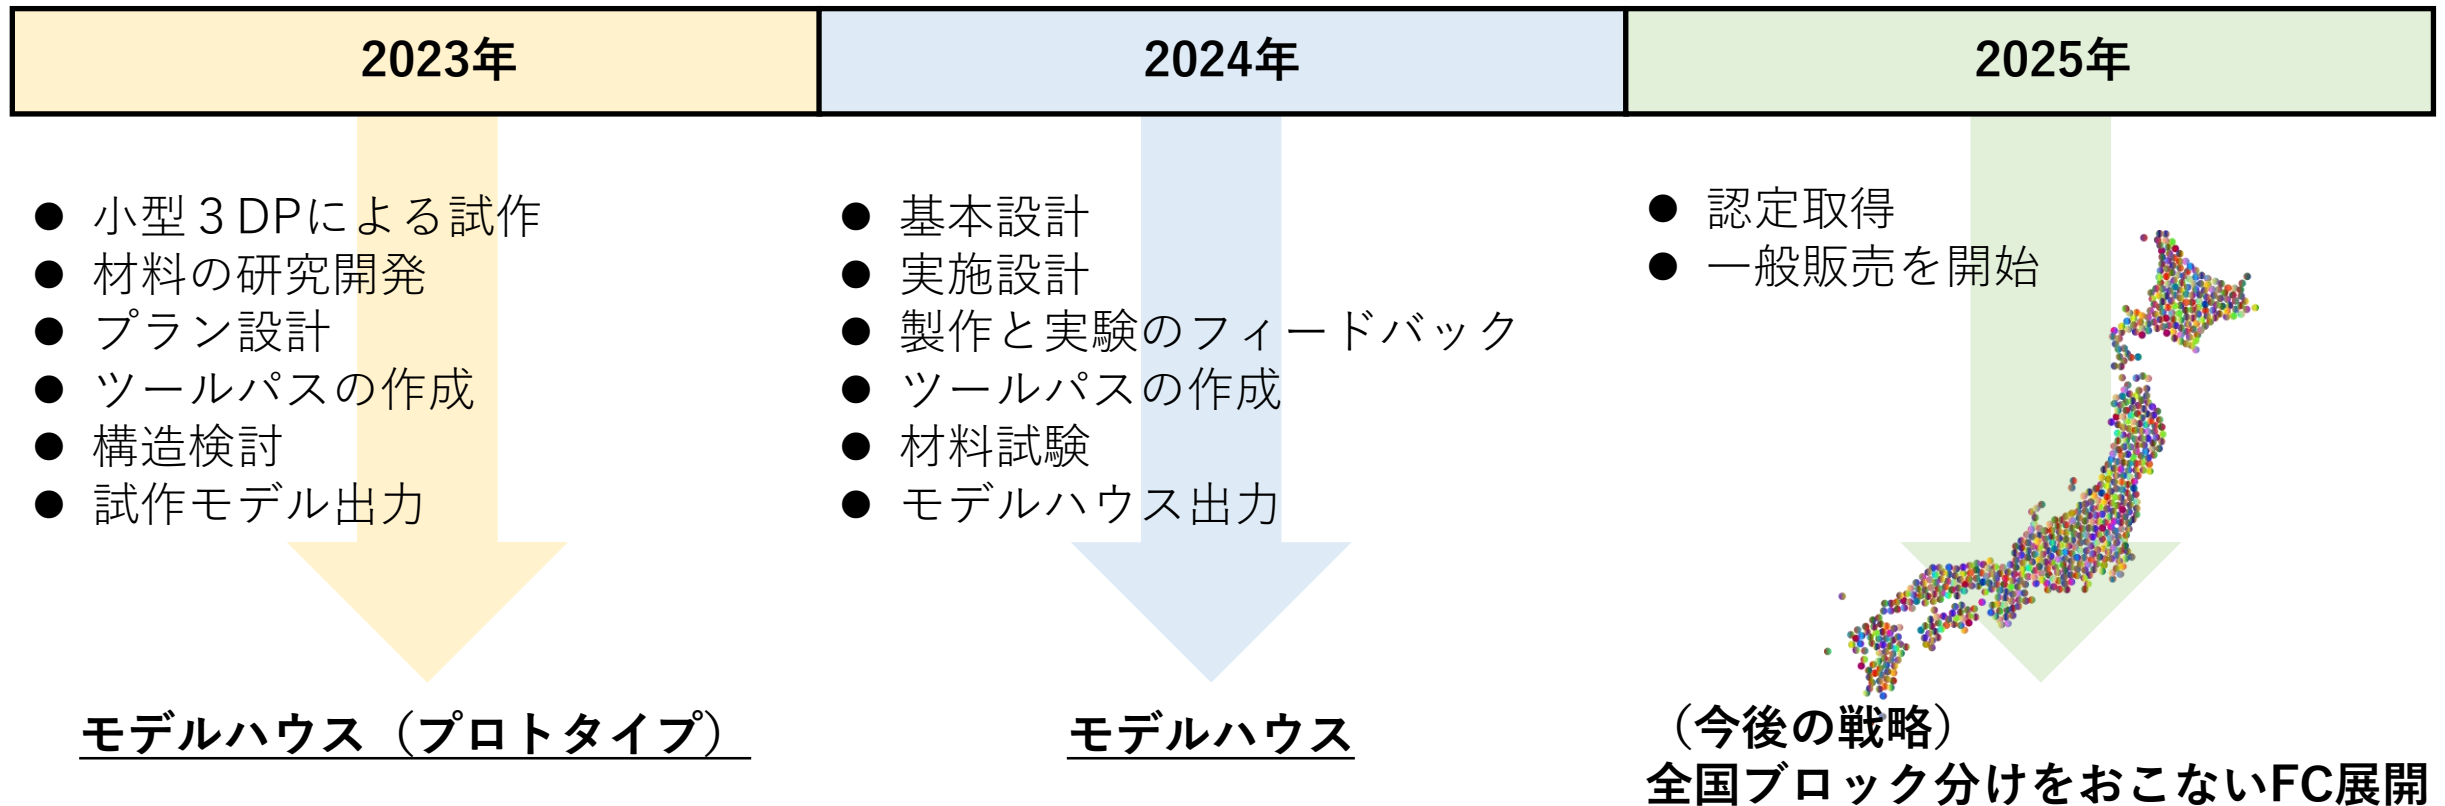 2023年
2024年
2025年
● 小型３DPによる試作
● 材料の研究開発
● プラン設計
● ツールパスの作成
● 構造検討
● 試作モデル出力
モデルハウス（プロトタイプ）
● 基本設計
● 実施設計
● 製作と実験のフィードバック
● ツールパスの作成
● 材料試験
● モデルハウス出力
モデルハウス
● 認定取得
● 一般販売を開始
（今後の戦略）
全国ブロック分けをおこないFC展開